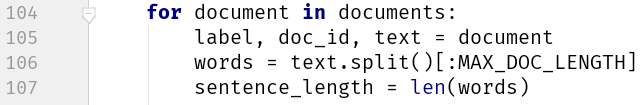 104 for document in documents:
105 label, doc_id, text = document
106 words = text.split()[:MAX_DOC_LENGTH]
107 sentence_length = len(words)